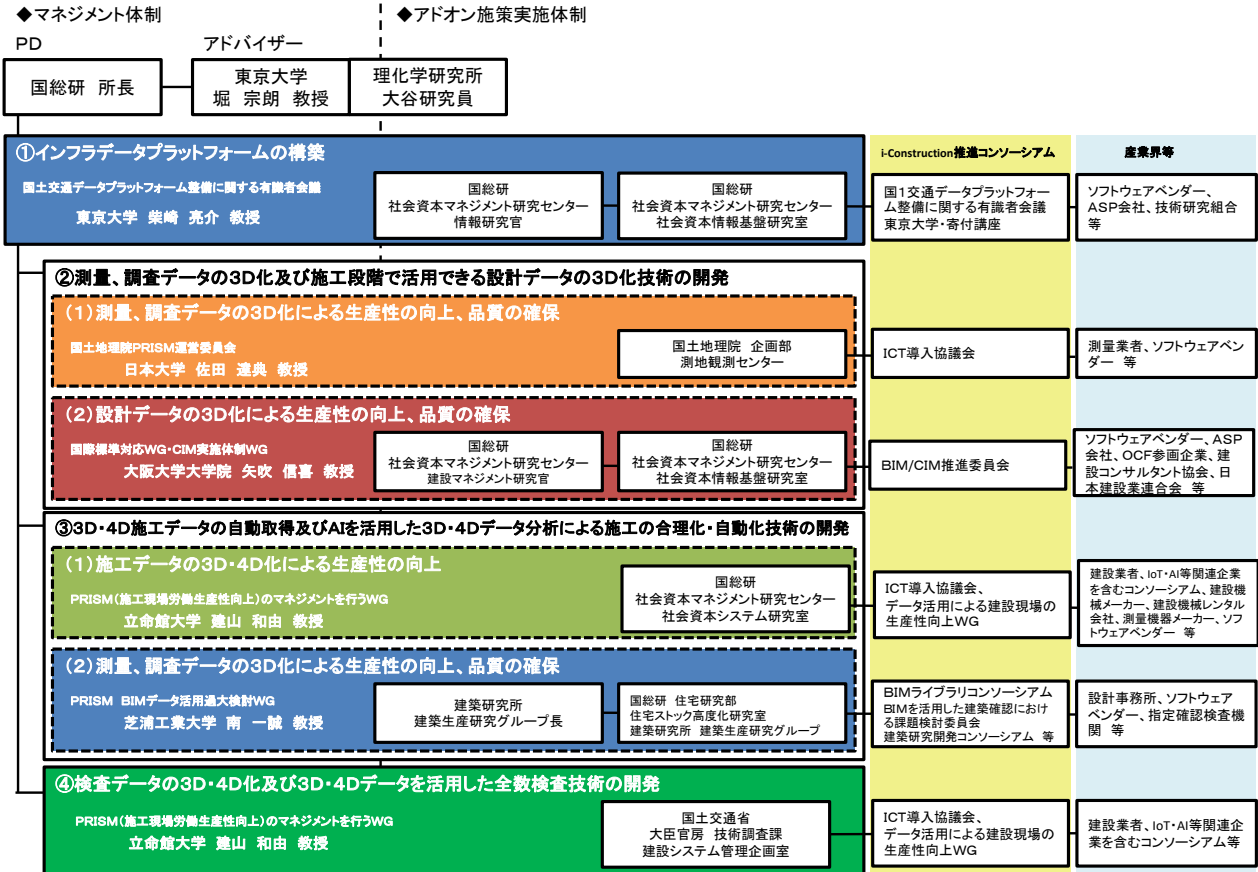 ◆マネジメント体制
◆アドオン施策実施体制
PD
アドバイザー
国総研 所長
東京大学
堀 宗朗 教授
理化学研究所
大谷研究員
①インフラデータプラットフォームの構築
国土交通データプラットフォーム整備に関する有識者会議
東京大学 柴崎 亮介 教授
国総研
社会資本マネジメント研究センター
情報研究官
国総研
社会資本マネジメント研究センター
社会資本情報基盤研究室
i-Construction推進コンソーシアム
国1交通データプラットフォー
ム整備に関する有識者会議
東京大学・寄付講座
産業界等
ソフトウェアベンダー、
ASP会社、技術研究組合
等
②測量、調査データの3D化及び施工段階で活用できる設計データの3D化技術の開発
(1)測量、調査データの3D化による生産性の向上、品質の確保
国土地理院PRISM運営委員会
日本大学 佐田 達典 教授
国土地理院 企画部
測地観測センター
ICT導入協議会
測量業者、ソフトウェアベン
ダー 等
(2)設計データの3D化による生産性の向上、品質の確保
国際標準対応WG・CIM実施体制WG
大阪大学大学院 矢吹 信喜 教授
国総研
社会資本マネジメント研究センター
建設マネジメント研究官
国総研
社会資本マネジメント研究センター
社会資本情報基盤研究室
BIM/CIM推進委員会
ソフトウェアベンダー、ASP
会社、OCF参画企業、建
設コンサルタント協会、日
本建設業連合会 等
③3D・4D施工データの自動取得及びAIを活用した3D・4Dデータ分析による施工の合理化・自動化技術の開発
(1)施工データの3D・4D化による生産性の向上
PRISM(施工現場労働生産性向上)のマネジメントを行うWG
立命館大学 建山 和由 教授
国総研
社会資本マネジメント研究センター
社会資本システム研究室
ICT導入協議会、
データ活用による建設現場の
生産性向上WG
建設業者、IoT・AI等関連企業
を含むコンソーシアム、建設機
械メーカー、建設機械レンタル
会社、測量機器メーカー、ソフ
トウェアベンダー 等
(2)測量、調査データの3D化による生産性の向上、品質の確保
PRISM BIMデータ活用過大検討WG
芝浦工業大学 南 一誠 教授
建築研究所
建築生産研究グループ長
国総研 住宅研究部
住宅ストック高度化研究室
建築研究所 建築生産研究グループ
BIMライブラリコンソーシアム
BIMを活用した建築確認におけ
る課題検討委員会
建築研究開発コンソーシアム 等
設計事務所、ソフトウェア
ベンダー、指定確認検査機
関 等
④検査データの3D・4D化及び3D・4Dデータを活用した全数検査技術の開発
PRISM(施工現場労働生産性向上)のマネジメントを行うWG
立命館大学 建山 和由 教授
国土交通省
大臣官房 技術調査課
建設システム管理企画室
ICT導入協議会、
データ活用による建設現場の
生産性向上WG
建設業者、IoT・AI等関連企
業を含むコンソーシアム等